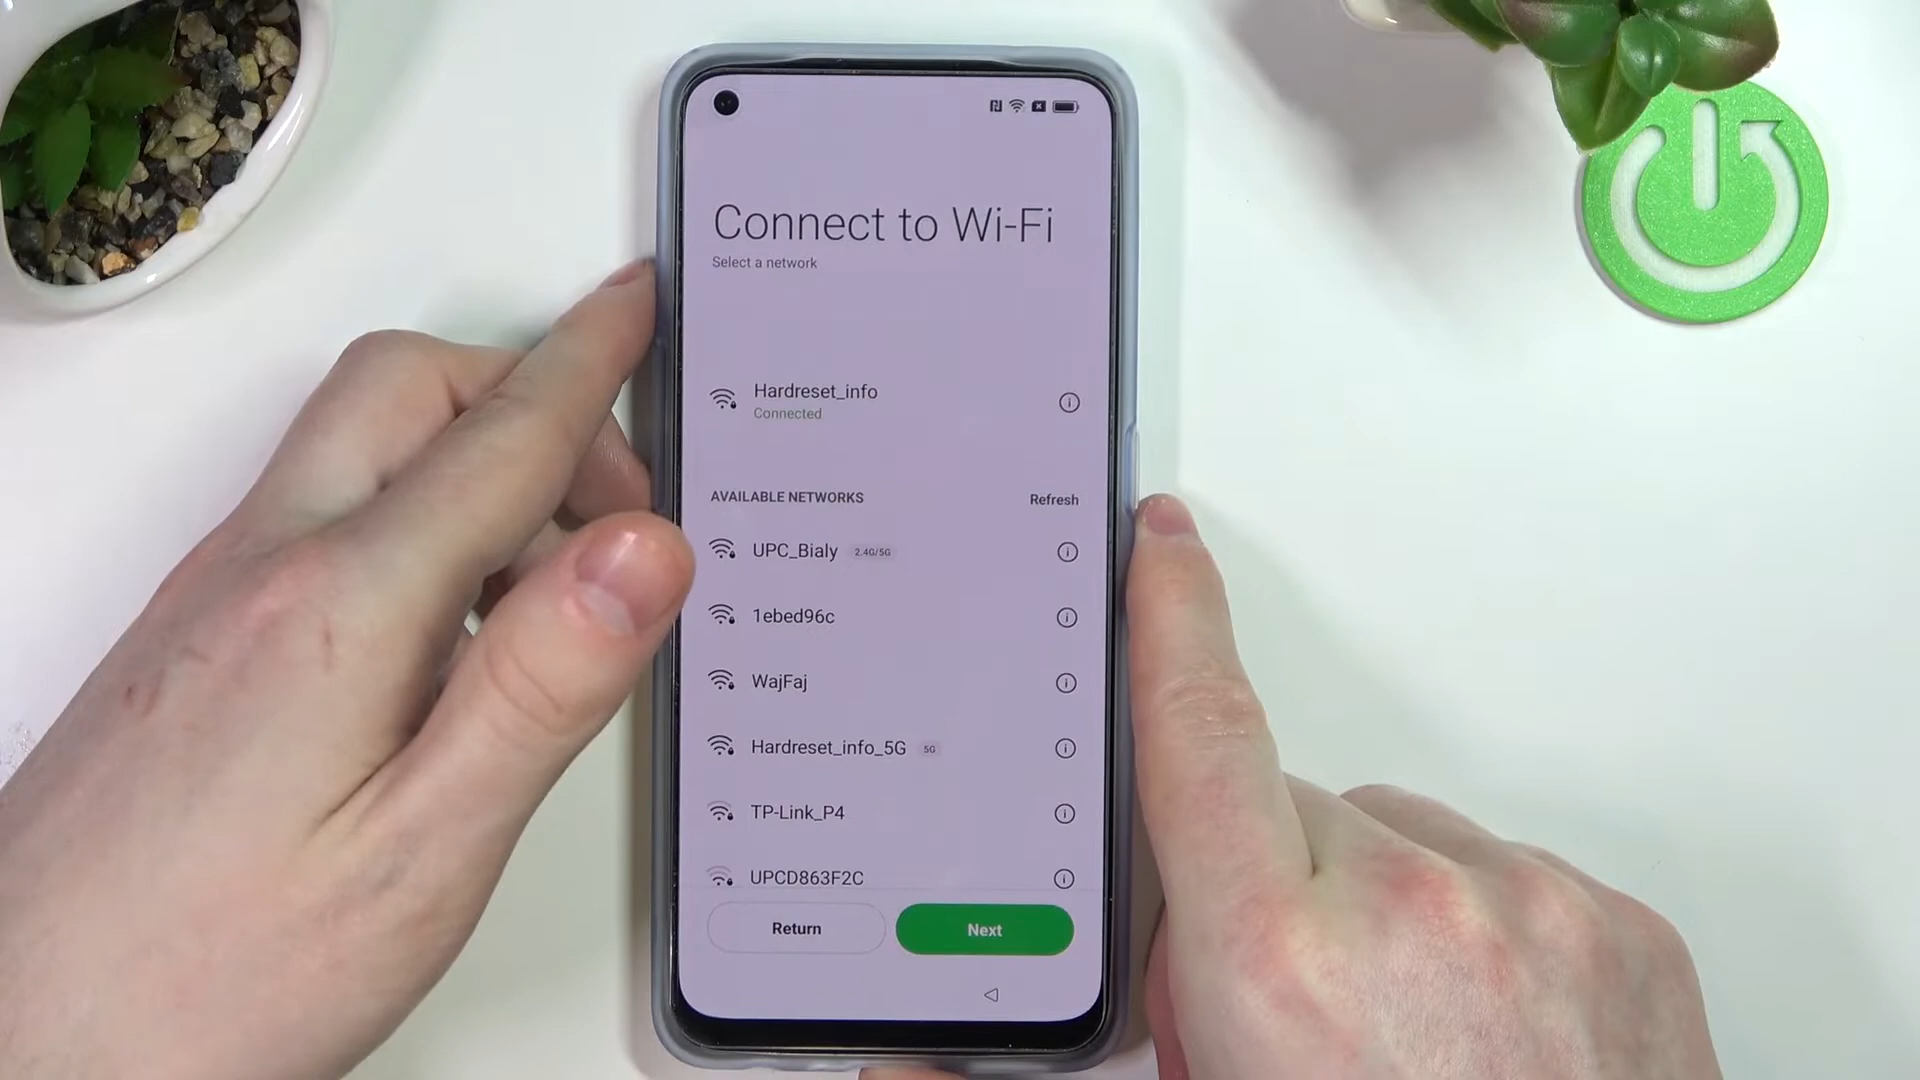 Connect to Wi-Fi
Select a network
Hardreset_info
Connected
AVAILABLE NETWORKS Refresh
UPC_Bialy 2.4G/5G
1ebed96c
WajFaj
Hardreset_info_5G 5G
TP-Link_P4
UPCD863F2C
Return Next